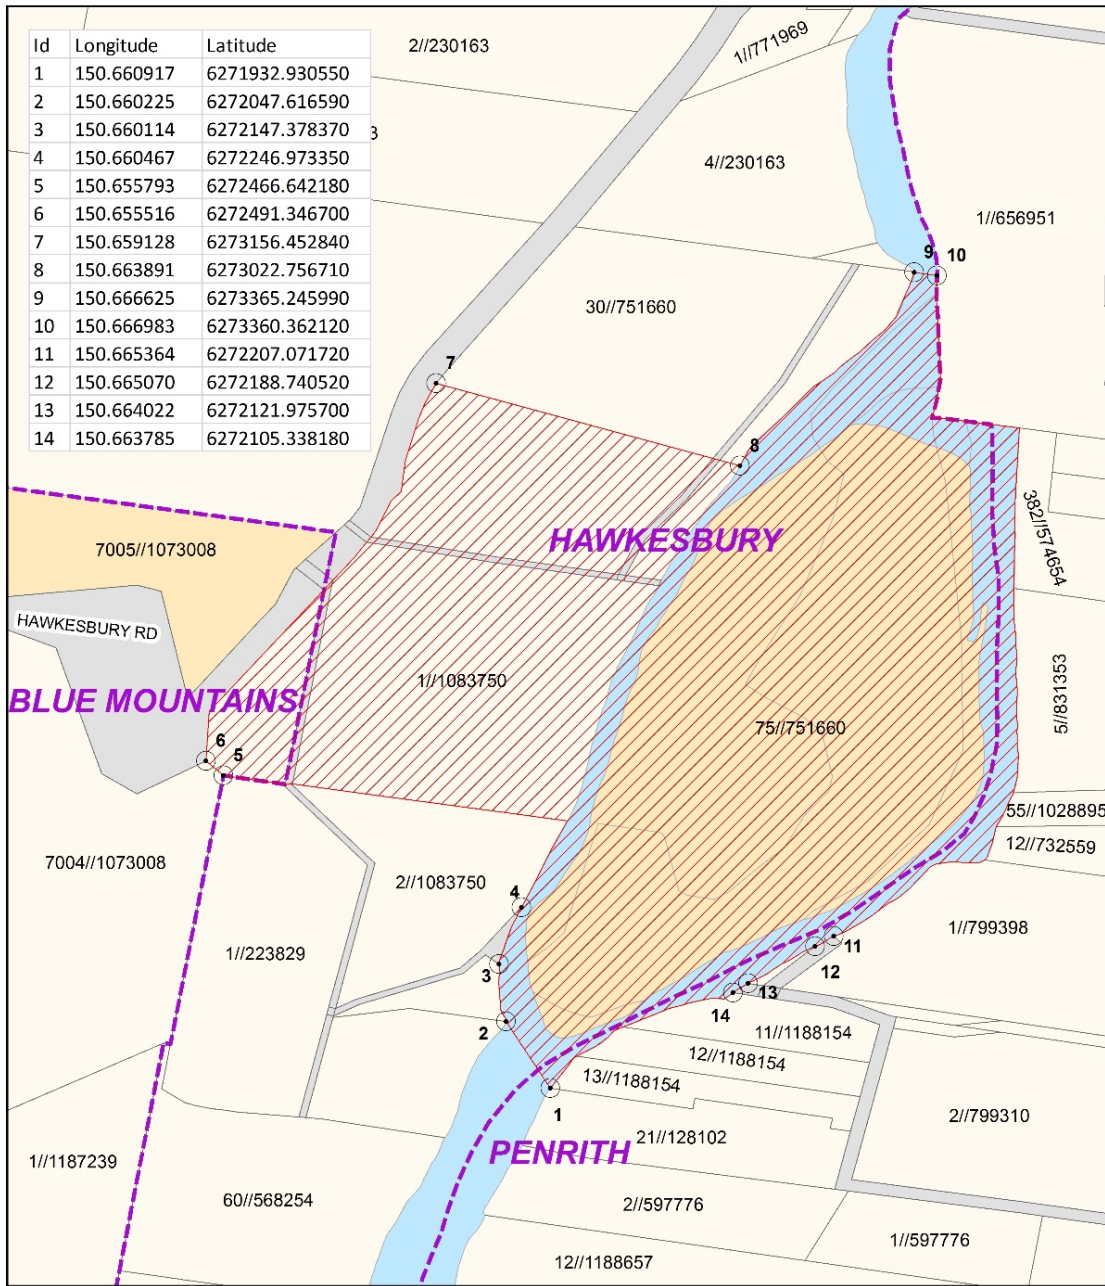 Id Longitude Latitude
1 150.660917 6271932.930550
2 150.660225 6272047.616590
3 150.660114 6272147.378370
4 150.660467 6272246.973350
5 150.655793 6272466.642180
6 150.655516 6272491.346700
7 150.659128 6273156.452840
8 150.663891 6273022.756710
9 150.666625 6273365.245990
10 150.666983 6273360.362120
11 150.665364 6272207.071720
12 150.665070 6272188.740520
13 150.664022 6272121.975700
14 150.663785 6272105.338180
2//230163
1//771969
3
4//230163
1//656951
9
10
30//751660
7
8
382//574654
HAWKESBURY
7005//1073008
HAWKESBURY RD
BLUE MOUNTAINS
1//1083750
5//831353
75//751660
6
5
55//1028895
12//732559
7004//1073008
2//1083750
4
1//799398
11
12
1//223829
3
13
14
2
11//1188154
12//1188154
13//1188154
1
2//799310
21//128102
PENRITH
1//1187239
60//568254
2//597776
1//597776
12//1188657